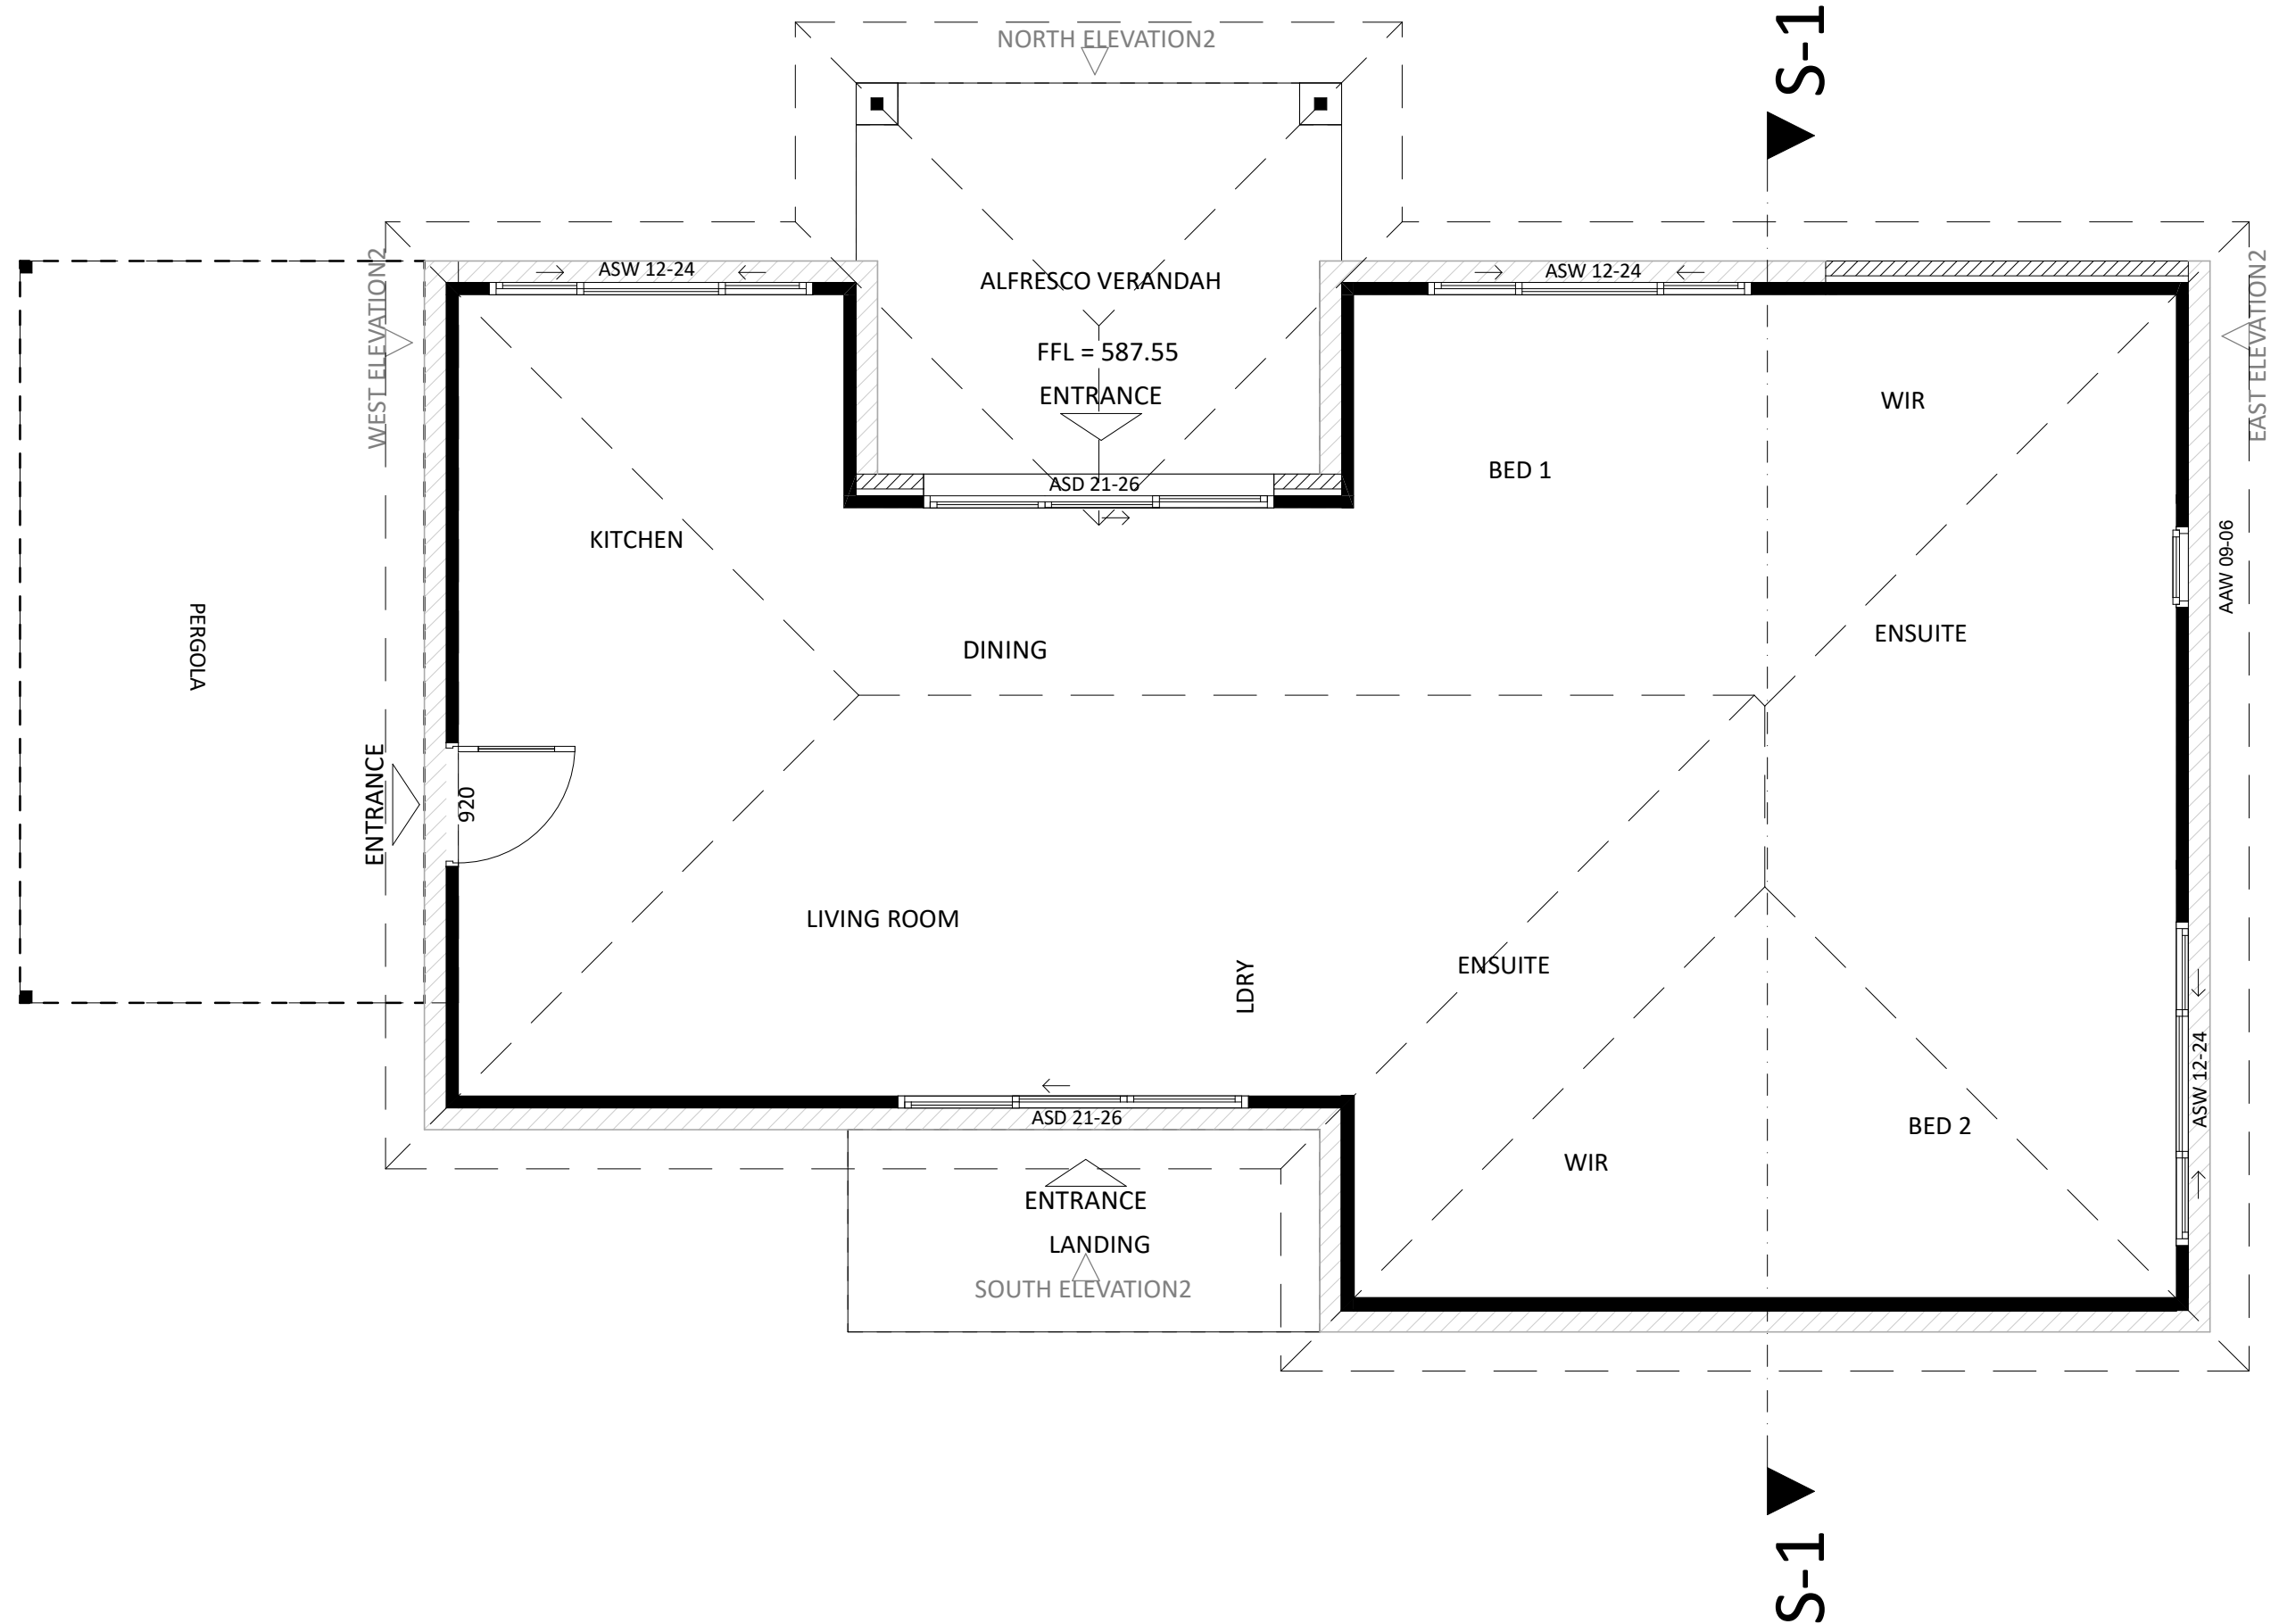 S-1
NORTH ELEVATION2
WEST ELEVATION2
ASW 12-24
ALFRESCO VERANDAH
ASW 12-24
EAST ELEVATION2
FFL = 587.55
ENTRANCE
WIR
BED 1
ASD 21-26
KITCHEN
AAW 09-06
PERGOLA
DINING
ENSUITE
ENTRANCE
920
LIVING ROOM
LDRY
ENSUITE
ASW 12-24
ASD 21-26
BED 2
WIR
ENTRANCE
LANDING
SOUTH ELEVATION2
S-1